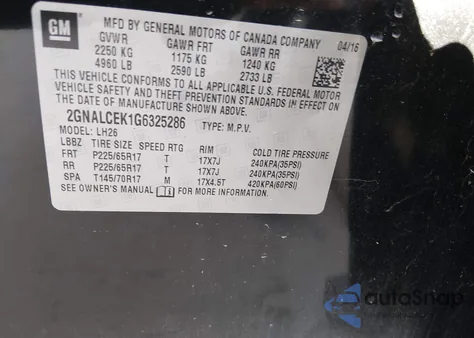 GM
MFD BY GENERAL MOTORS OF CANADA COMPANY
GVWR GAWR FRT GAWR RR 04/16
2250 KG 1175 KG 1240 KG
4960 LB 2590 LB 2733 LB
THIS VEHICLE CONFORMS TO ALL APPLICABLE U.S. FEDERAL MOTOR
VEHICLE SAFETY AND THEFT PREVENTION STANDARDS IN EFFECT ON
THE DATE OF MANUFACTURE SHOWN ABOVE.
2GNALCEK1G6325286 TYPE: M.P.V.
MODEL: LH26
LBBZ TIRE SIZE SPEED RTG RIM COLD TIRE PRESSURE
FRT P225/65R17 T 17X7J 240KPA(35PSI)
RR P225/65R17 T 17X7J 240KPA(35PSI)
SPA T145/70R17 M 17X4.5T 420KPA(60PSI)
SEE OWNER'S MANUAL FOR MORE INFORMATION
autoSnap